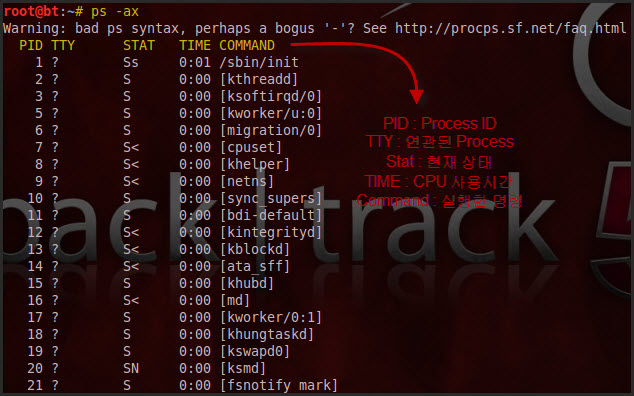 root@bt:~# ps -ax
Warning: bad ps syntax, perhaps a bogus '-'? See http://procps.sf.net/faq.html
PID TTY STAT TIME COMMAND
1 ? Ss 0:01 /sbin/init
2 ? S 0:00 [kthreadd]
3 ? S 0:00 [ksoftirqd/0]
5 ? S 0:00 [kworker/u:0]
6 ? S 0:00 [migration/0]
7 ? S< 0:00 [cpuset]
8 ? S< 0:00 [khelper]
9 ? S< 0:00 [netns]
10 ? S 0:00 [sync_supers]
11 ? S 0:00 [bdi-default]
12 ? S< 0:00 [kintegrityd]
13 ? S< 0:00 [kblockd]
14 ? S< 0:00 [ata_sff]
15 ? S 0:00 [khubd]
16 ? S< 0:00 [md]
17 ? S 0:00 [kworker/0:1]
18 ? S 0:00 [khungtaskd]
19 ? S 0:00 [kswapd0]
20 ? SN 0:00 [ksmd]
21 ? S 0:00 [fsnotify_mark]
PID : Process ID
TTY : 연관된 Process
Stat : 현재 상태
TIME : CPU 사용시간
Command : 실행한 명령
back | track 5